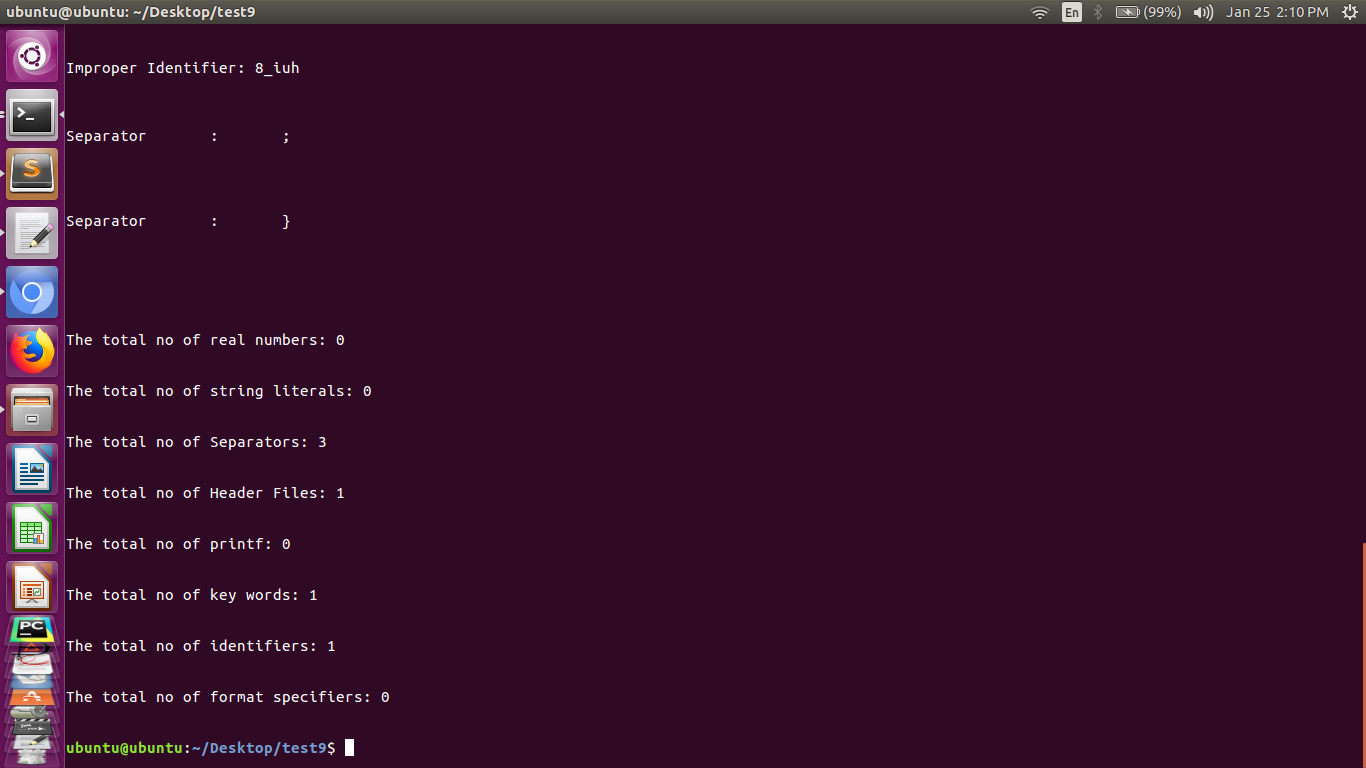 ubuntu@ubuntu: ~/Desktop/test9 En (99%) Jan 25 2:10 PM
Improper Identifier: 8_iuh
Separator : ;
Separator : }
The total no of real numbers: 0
The total no of string literals: 0
The total no of Separators: 3
The total no of Header Files: 1
The total no of printf: 0
The total no of key words: 1
The total no of identifiers: 1
The total no of format specifiers: 0
ubuntu@ubuntu:~/Desktop/test9$
>_
S
PC